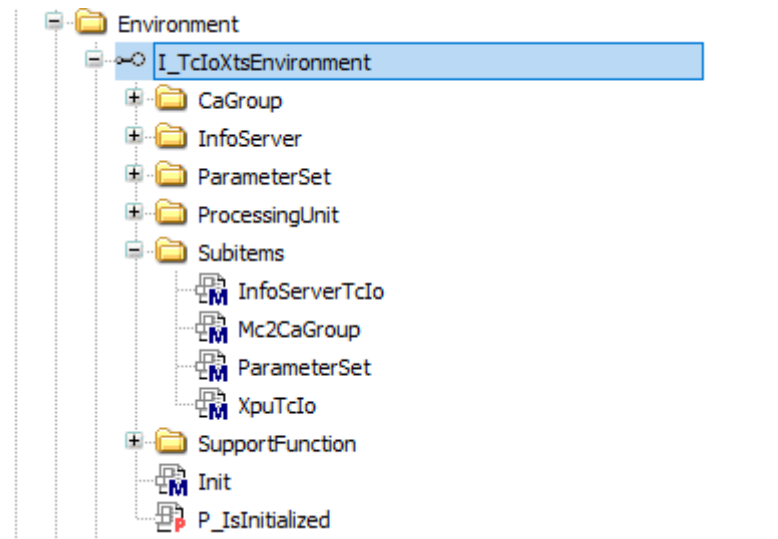 Environment
I_TcIoXtsEnvironment
CaGroup
InfoServer
ParameterSet
ProcessingUnit
Subitems
InfoServerTcIo
Mc2CaGroup
ParameterSet
XpuTcIo
SupportFunction
Init
P_IsInitialized